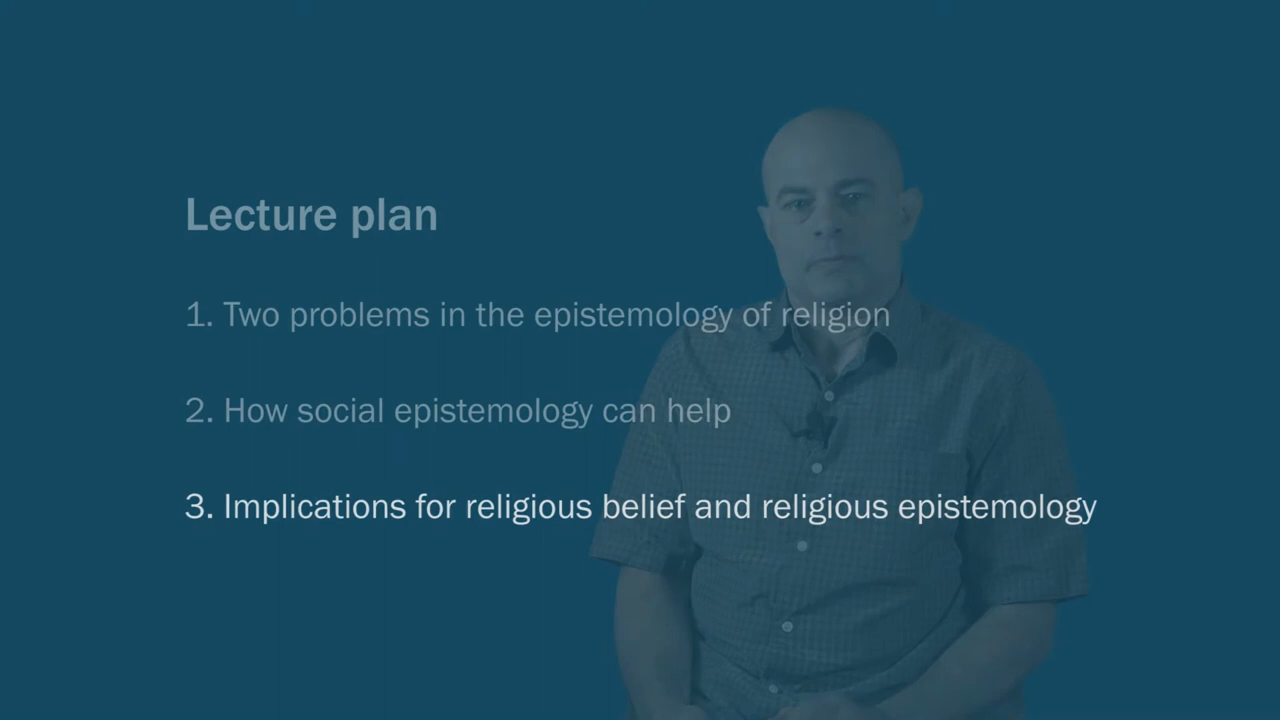 Lecture plan
1. Two problems in the epistemology of religion
2. How social epistemology can help
3. Implications for religious belief and religious epistemology